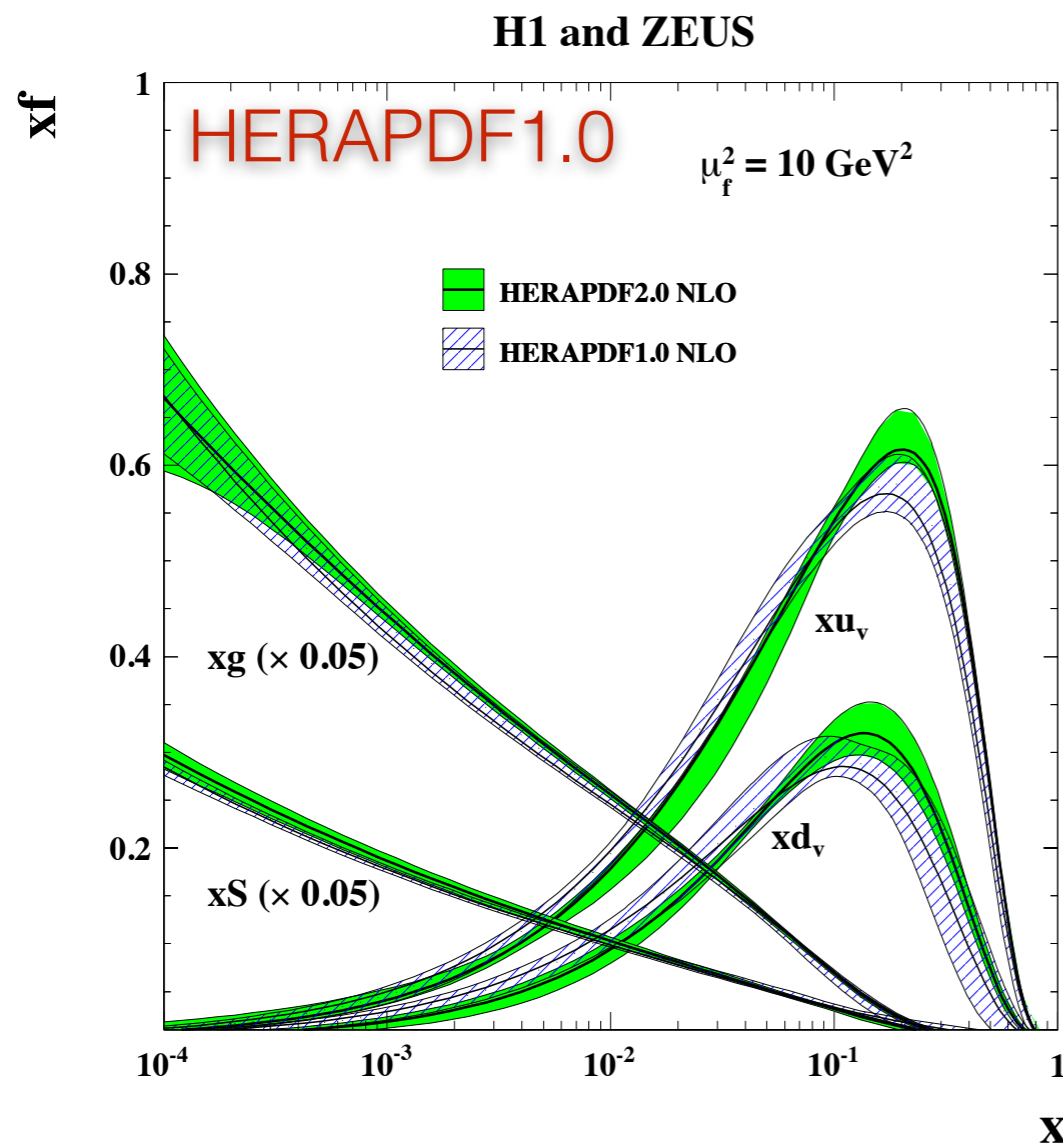 H1 and ZEUS
xf
1
HERAPDF1.0
μ_f^2 = 10 GeV^2
0.8
HERAPDF2.0 NLO
HERAPDF1.0 NLO
0.6
xu_v
xg (× 0.05)
0.4
xd_v
0.2
xS (× 0.05)
10^-4
10^-3
10^-2
10^-1
1
x